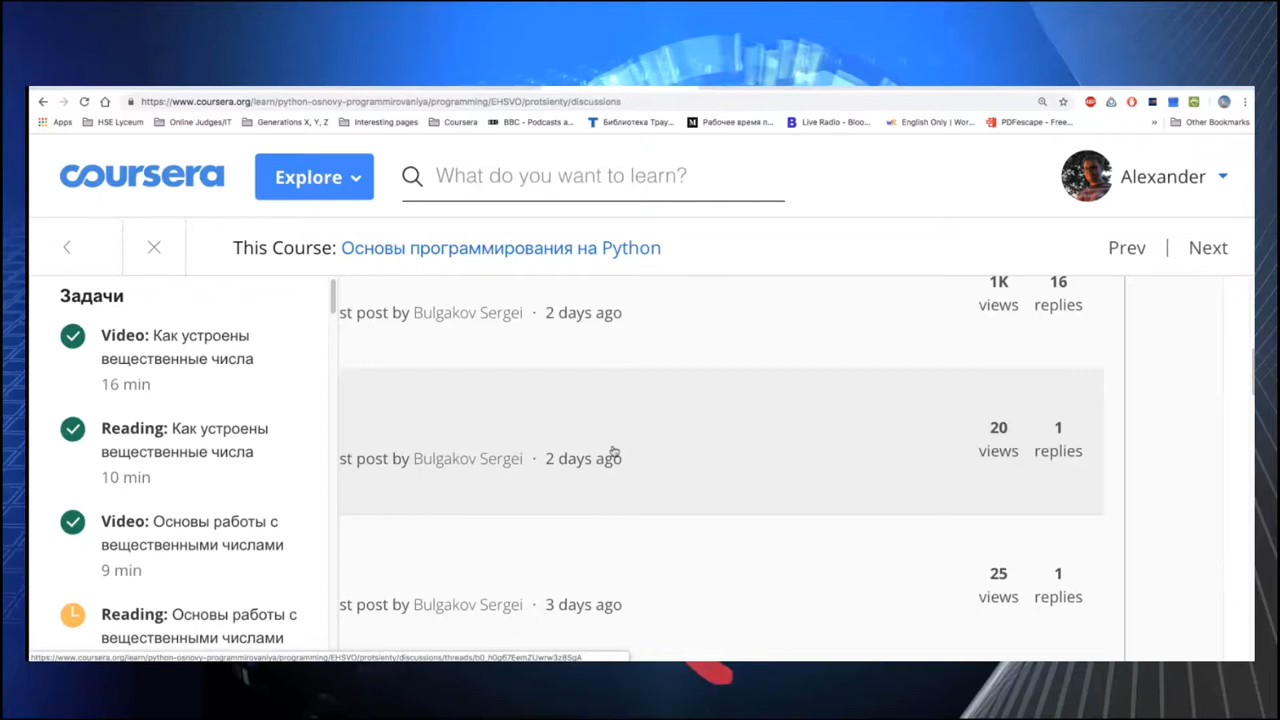 https://www.coursera.org/learn/python-osnovy-programmirovaniya/programming/EHSVO/protsienty/discussions
Apps HSE Lyceum Online Judges/IT Generations X, Y, Z Interesting pages Coursera BBC - Podcasts a... Библиотека Трау... Рабочее время п... Live Radio - Bloo... English Only | Wor... PDFescape - Free... » Other Bookmarks
coursera Explore What do you want to learn? Alexander
This Course: Основы программирования на Python Prev | Next
Задачи
Video: Как устроены
вещественные числа
16 min
Reading: Как устроены
вещественные числа
10 min
Video: Основы работы с
вещественными числами
9 min
Reading: Основы работы с
вещественными числами
1K 16
views replies
st post by Bulgakov Sergei · 2 days ago
20 1
views replies
st post by Bulgakov Sergei · 2 days ago
25 1
views replies
st post by Bulgakov Sergei · 3 days ago